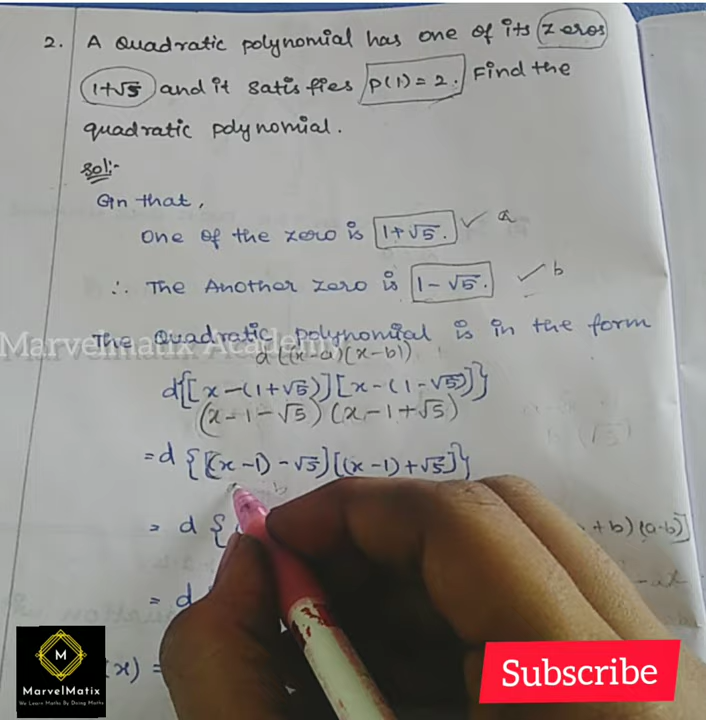 2. A Quadratic polynomial has one of its zeros
1+√5 and it satisfies p(1)=2. Find the
quadratic polynomial.
Sol:-
Gn that,
One of the zero is 1+√5. a
∴ The Another zero is 1-√5. b
The Quadratic polynomial is in the form
Marvelmatix Academy
d{(x-a)(x-b)}
d{[x-(1+√5)][x-(1-√5)]}
(x-1-√5)(x-1+√5)
=d{[(x-1)-√5][(x-1)+√5]}
= d { +b)(a-b)]
= d
(x) =
M
MarvelMatix
We Learn Maths By Doing Maths
Subscribe